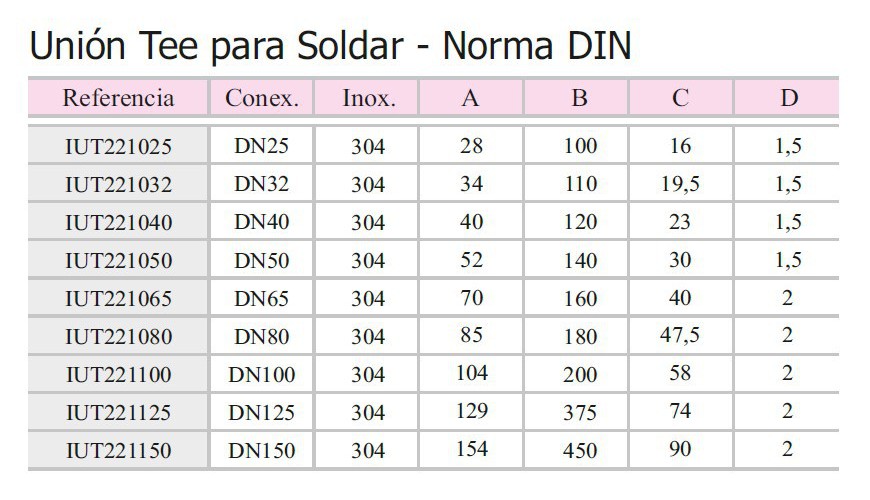 Unión Tee para Soldar - Norma DIN
Referencia Conex. Inox. A B C D
IUT221025 DN25 304 28 100 16 1,5
IUT221032 DN32 304 34 110 19,5 1,5
IUT221040 DN40 304 40 120 23 1,5
IUT221050 DN50 304 52 140 30 1,5
IUT221065 DN65 304 70 160 40 2
IUT221080 DN80 304 85 180 47,5 2
IUT221100 DN100 304 104 200 58 2
IUT221125 DN125 304 129 375 74 2
IUT221150 DN150 304 154 450 90 2